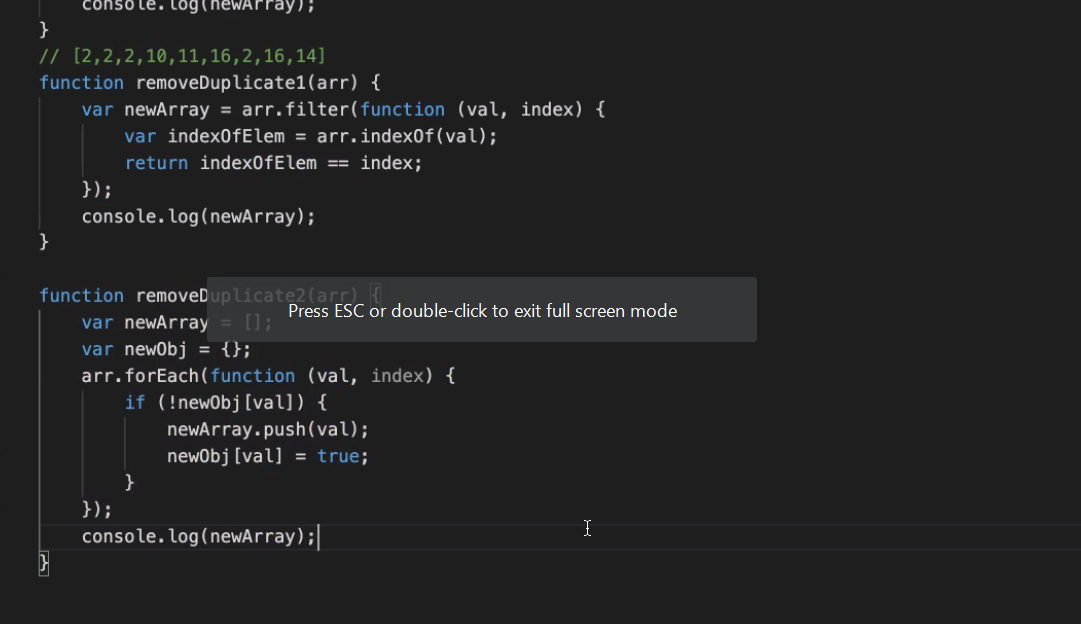 console.log(newArray);
}
// [2,2,2,10,11,16,2,16,14]
function removeDuplicate1(arr) {
var newArray = arr.filter(function (val, index) {
var indexOfElem = arr.indexOf(val);
return indexOfElem == index;
});
console.log(newArray);
}
function removeDuplicate2(arr) {
Press ESC or double-click to exit full screen mode
var newArray = [];
var newObj = {};
arr.forEach(function (val, index) {
if (!newObj[val]) {
newArray.push(val);
newObj[val] = true;
}
});
console.log(newArray);
}